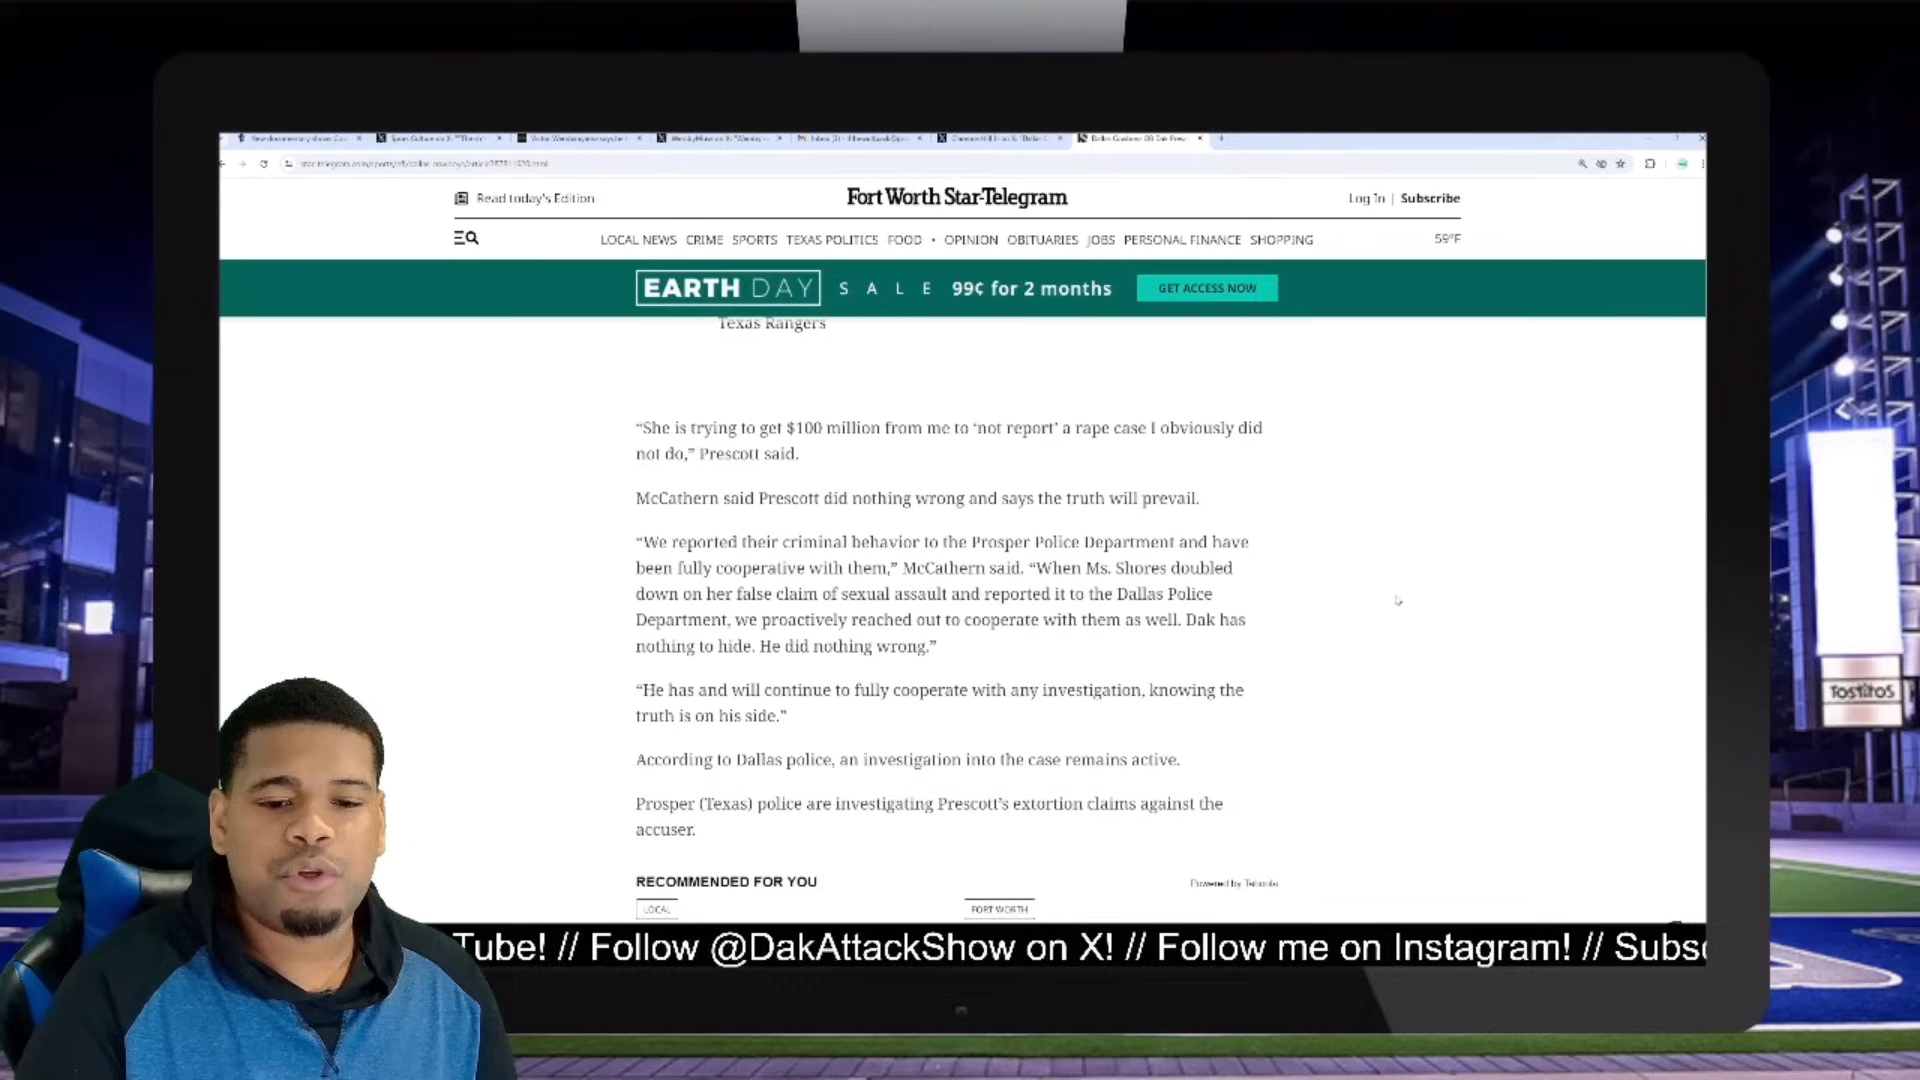 Read today's Edition
Fort Worth Star-Telegram
Log In | Subscribe
LOCAL NEWS CRIME SPORTS TEXAS POLITICS FOOD • OPINION OBITUARIES JOBS PERSONAL FINANCE SHOPPING
59°F
EARTH DAY SALE 99¢ for 2 months GET ACCESS NOW
Texas Rangers
“She is trying to get $100 million from me to ‘not report’ a rape case I obviously did
not do,” Prescott said.
McCathern said Prescott did nothing wrong and says the truth will prevail.
“We reported their criminal behavior to the Prosper Police Department and have
been fully cooperative with them,” McCathern said. “When Ms. Shores doubled
down on her false claim of sexual assault and reported it to the Dallas Police
Department, we proactively reached out to cooperate with them as well. Dak has
nothing to hide. He did nothing wrong.”
“He has and will continue to fully cooperate with any investigation, knowing the
truth is on his side.”
According to Dallas police, an investigation into the case remains active.
Prosper (Texas) police are investigating Prescott’s extortion claims against the
accuser.
RECOMMENDED FOR YOU
Powered by Taboola
LOCAL
FORT WORTH
Tube! // Follow @DakAttackShow on X! // Follow me on Instagram! // Subsc
Tostitos